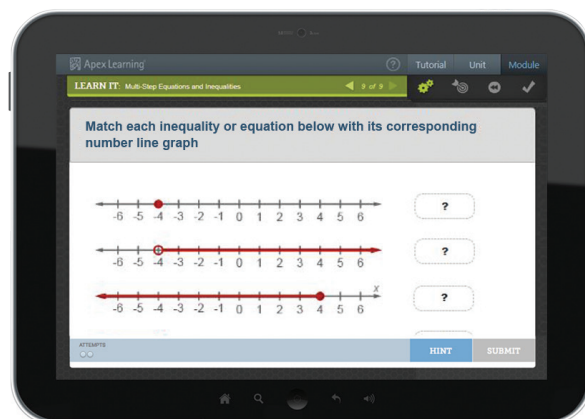 Apex Learning
? Tutorial Unit Module
LEARN IT: Multi-Step Equations and Inequalities 9 of 9
Match each inequality or equation below with its corresponding
number line graph
-6 -5 -4 -3 -2 -1 0 1 2 3 4 5 6
?
-6 -5 -4 -3 -2 -1 0 1 2 3 4 5 6
?
x
-6 -5 -4 -3 -2 -1 0 1 2 3 4 5 6
?
ATTEMPTS
HINT SUBMIT